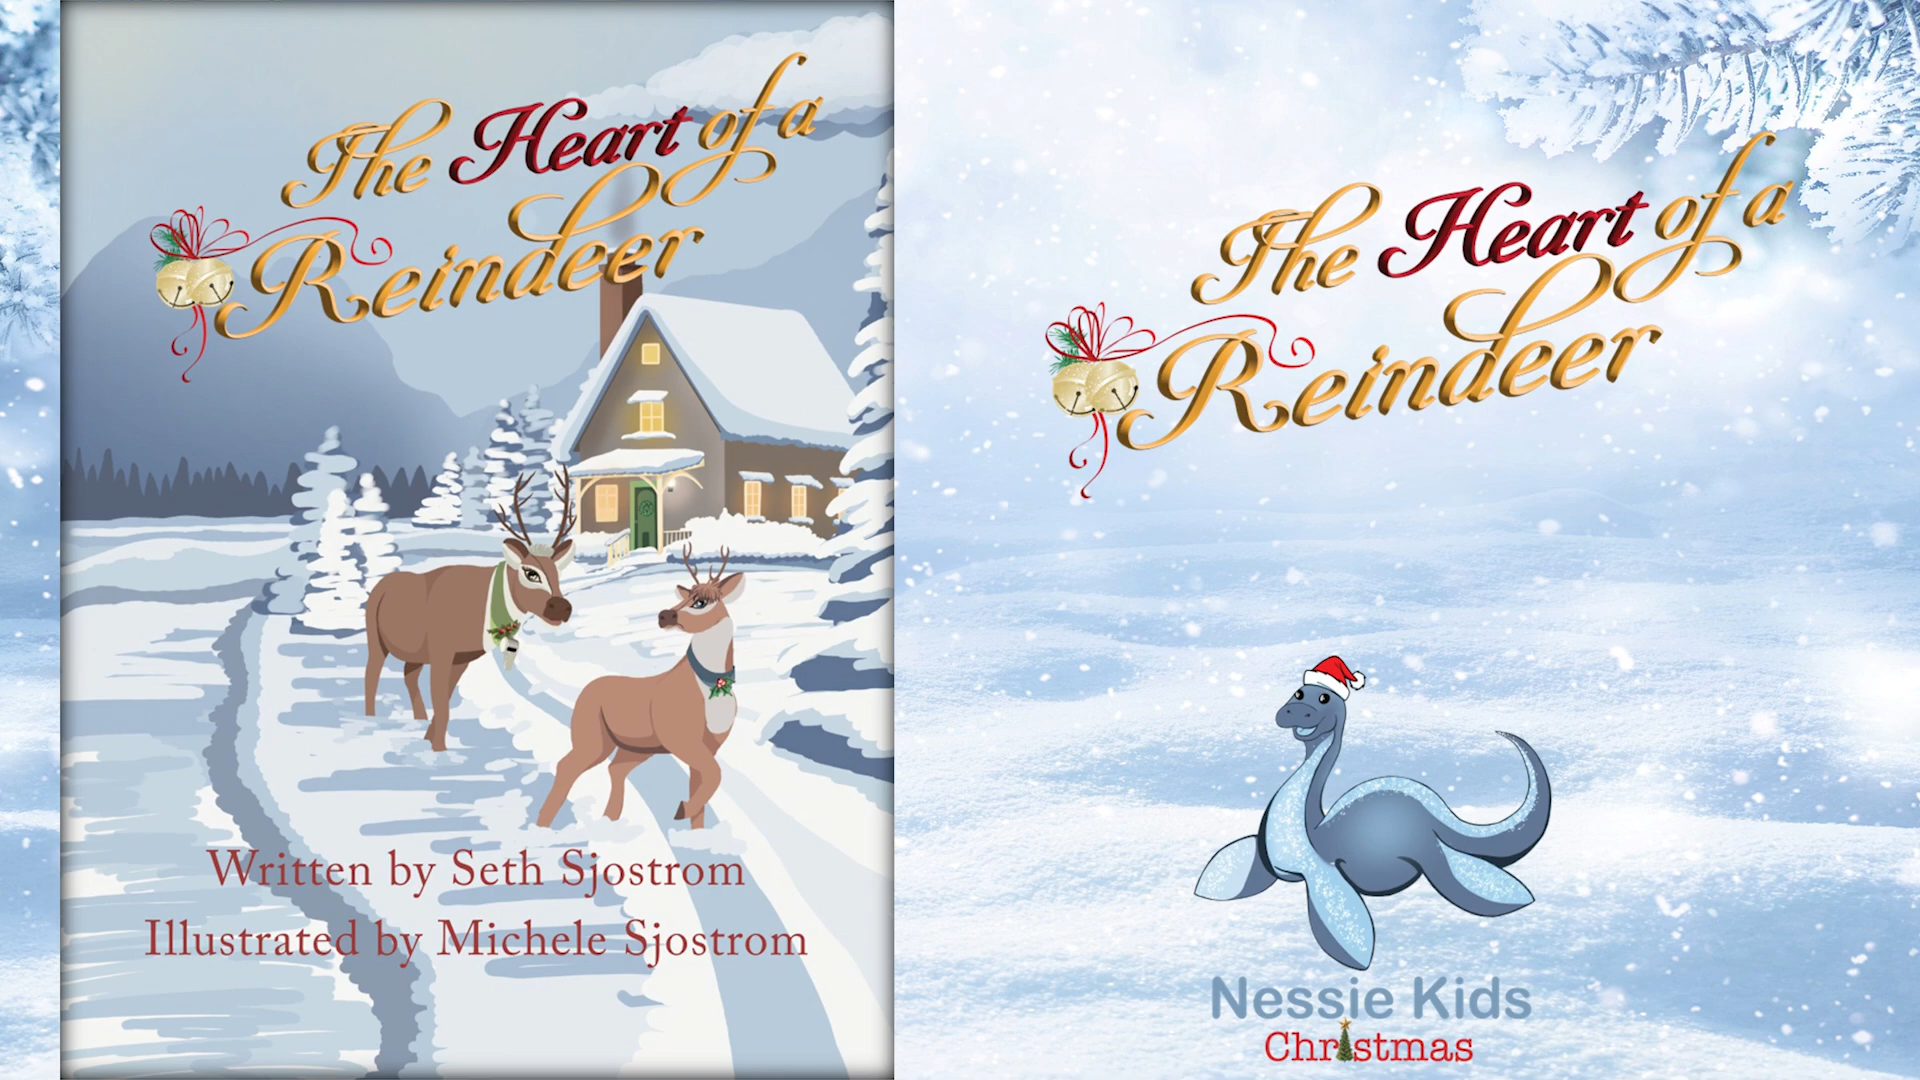 The Heart of a
Reindeer
Written by Seth Sjostrom
Illustrated by Michele Sjostrom
The Heart of a
Reindeer
Nessie Kids
Christmas